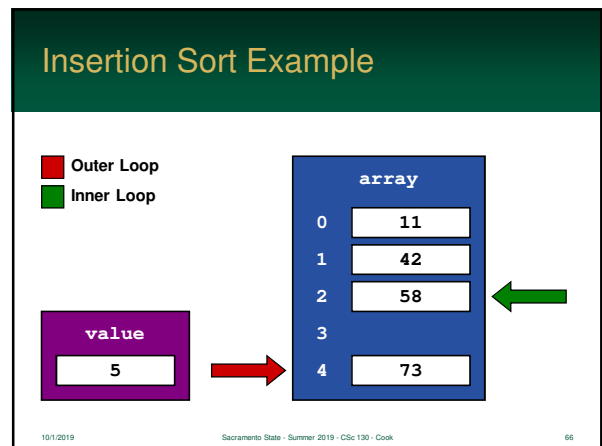 Insertion Sort Example
Outer Loop
Inner Loop
array
0 11
1 42
2 58
3
4 73
value
5
10/1/2019 Sacramento State - Summer 2019 - CSc 130 - Cook 66